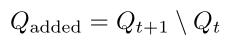 Q_added = Q_{t+1} \ Q_t